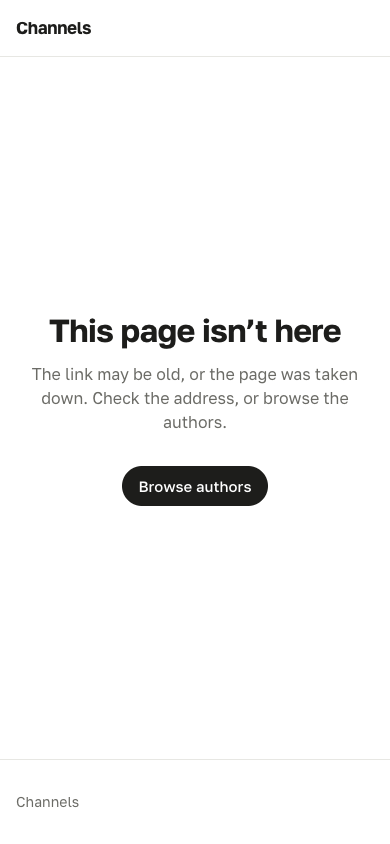 Channels
This page isn’t here
The link may be old, or the page was taken
down. Check the address, or browse the
authors.
Browse authors
Channels